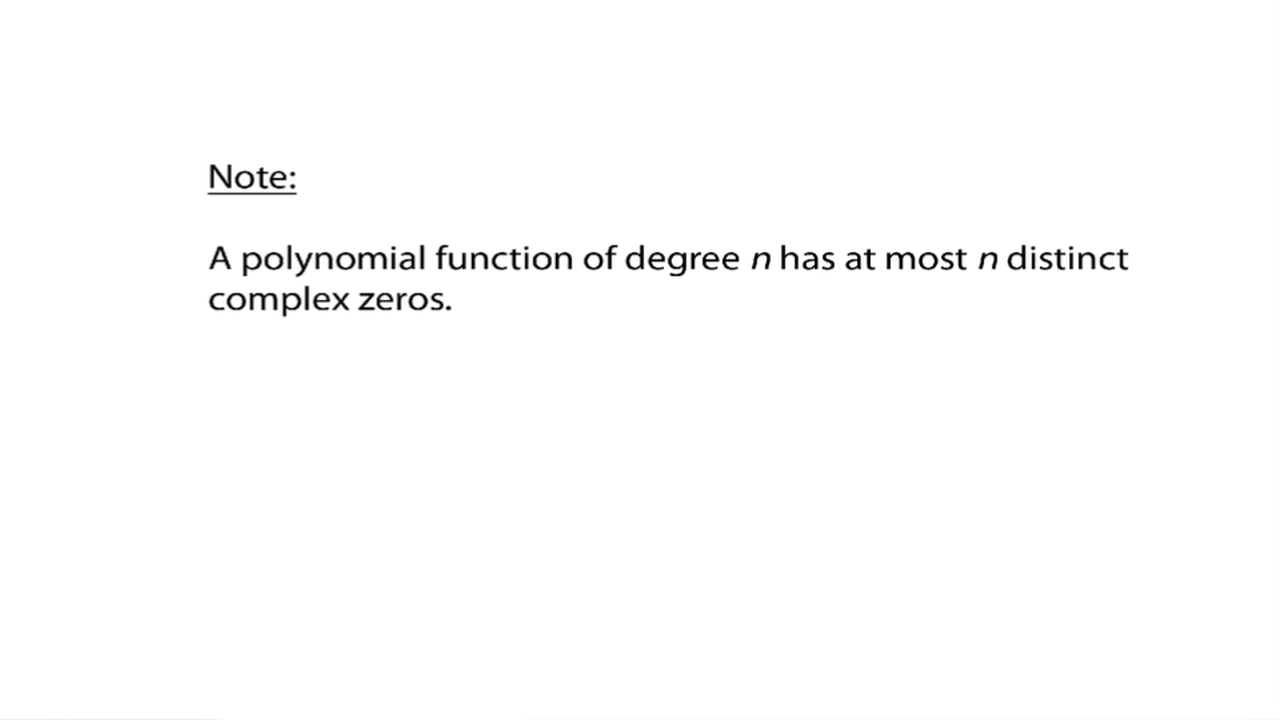 Note:
A polynomial function of degree n has at most n distinct
complex zeros.